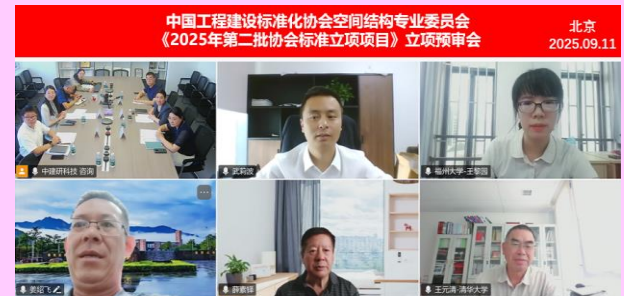 中国工程建设标准化协会空间结构专业委员会
《2025年第二批协会标准立项项目》立项预审会
北京
2025.09.11
中建研科技 咨询
武莉波
福州大学-王黎园
姜绍飞
薛素铎
王元清-清华大学